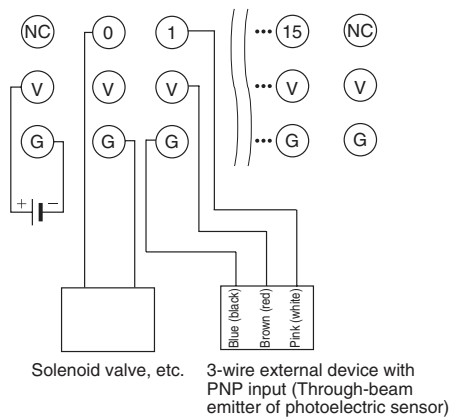 NC 0 1 ••• 15 NC
V V V ••• V V
G G G ••• G G
+ −
Blue (black)
Brown (red)
Pink (white)
Solenoid valve, etc.
3-wire external device with
PNP input (Through-beam
emitter of photoelectric sensor)